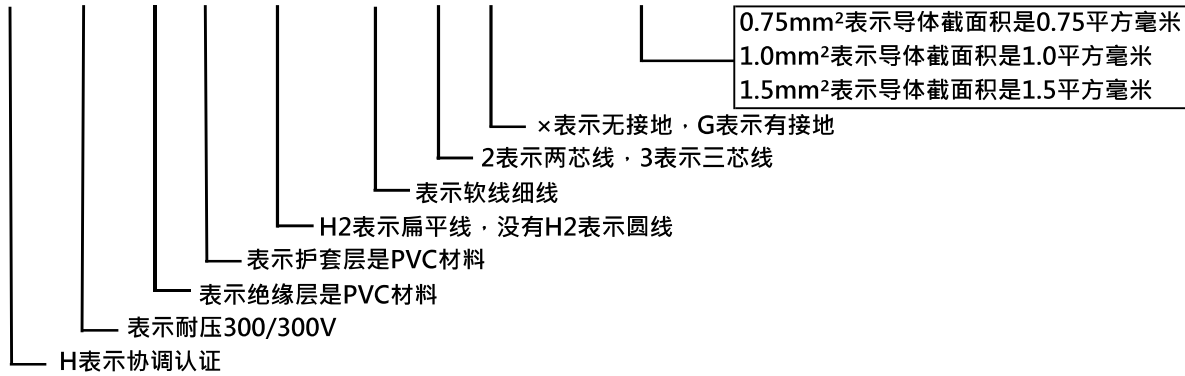 0.75mm²表示导体截面积是0.75平方毫米
1.0mm²表示导体截面积是1.0平方毫米
1.5mm²表示导体截面积是1.5平方毫米
×表示无接地，G表示有接地
2表示两芯线，3表示三芯线
表示软线细线
H2表示扁平线，没有H2表示圆线
表示护套层是PVC材料
表示绝缘层是PVC材料
表示耐压300/300V
H表示协调认证